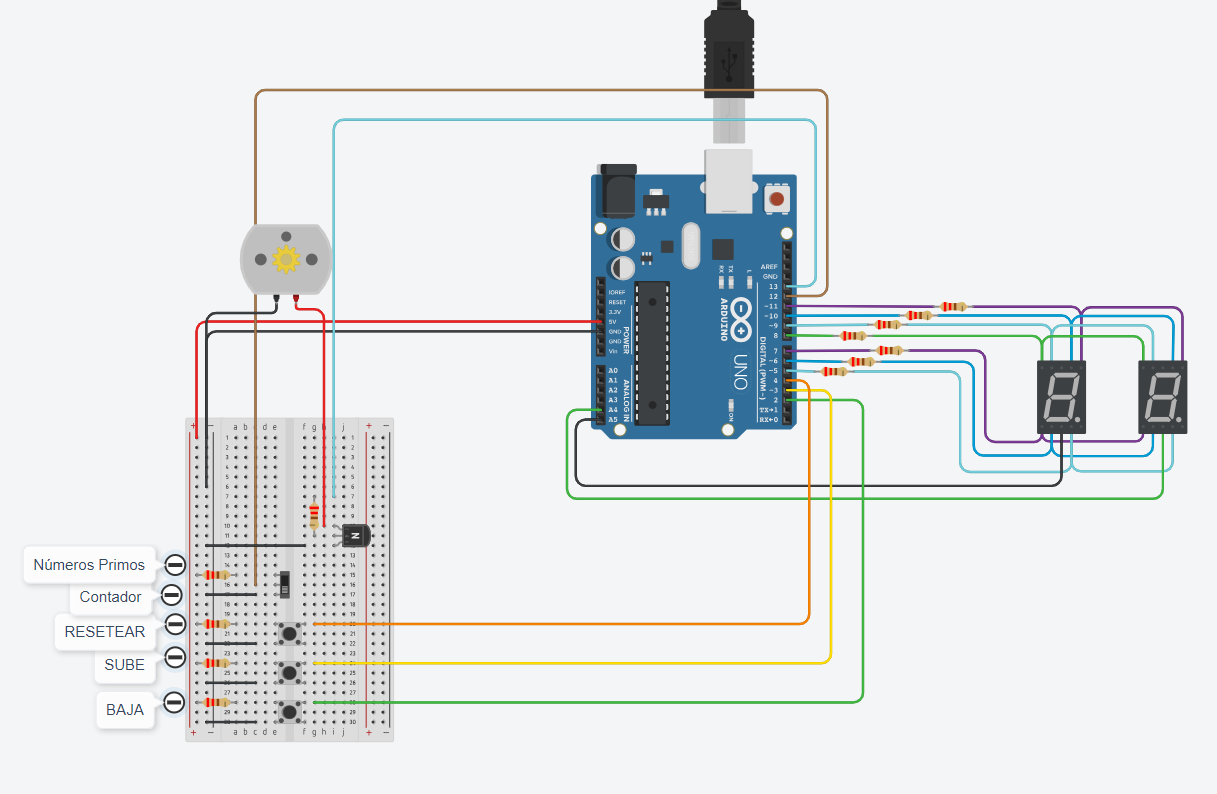 AREF
GND
13
12
~11
~10
~9
8
7
~6
~5
4
~3
2
TX→1
RX←0
DIGITAL (PWM~)
IOREF
RESET
3.3V
5V
GND
GND
Vin
POWER
A0
A1
A2
A3
A4
A5
ANALOG IN
RX
TX
L
ARDUINO
UNO
ON
N
+ − a b c d e f g h i j + −
Números Primos
Contador
RESETEAR
SUBE
BAJA
+ − a b c d e f g h i j + −